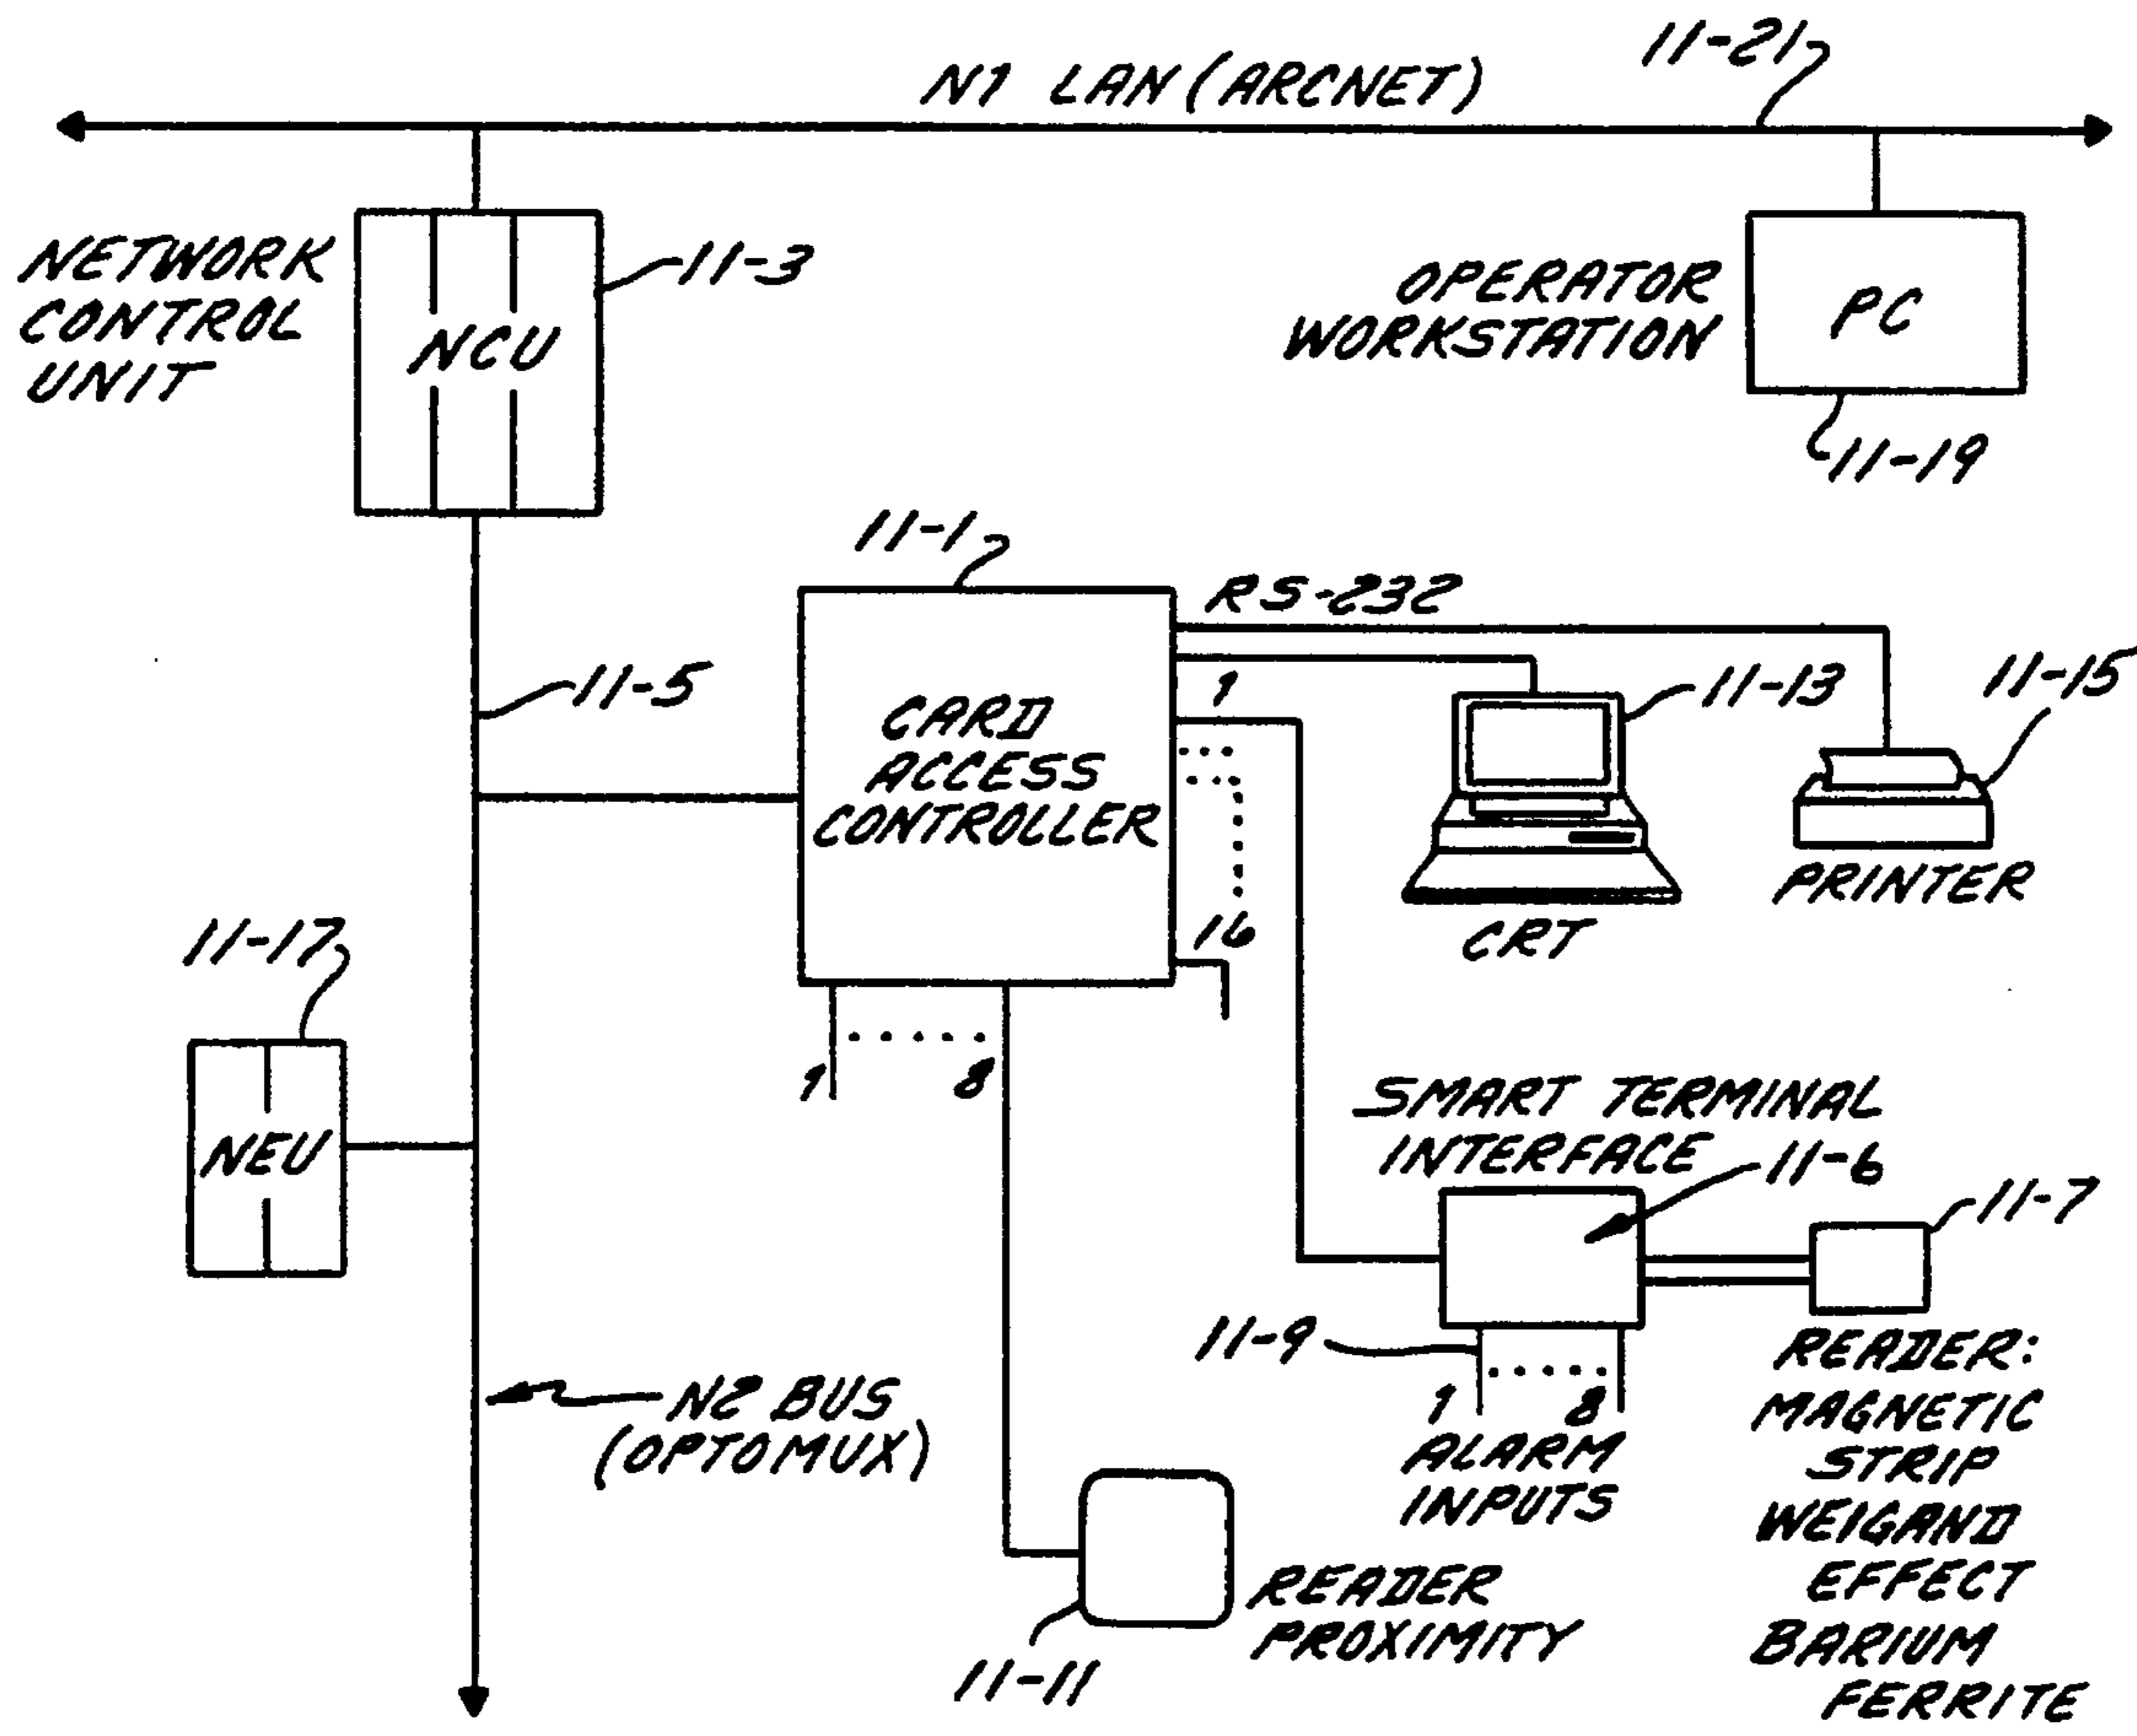 11-21
N1 LAN (ARCNET)
NETWORK
CONTROL
UNIT
NCU
11-3
OPERATOR
WORKSTATION
PC
11-19
11-1
RS-232
11-5
CARD
ACCESS
CONTROLLER
1
16
11-13
CRT
11-15
PRINTER
11-17
NEU
1
8
SMART TERMINAL
INTERFACE
11-6
11-7
11-9
1
8
ALARM
INPUTS
READER:
MAGNETIC
STRIP
WEIGAND
EFFECT
BARIUM
FERRITE
N2 BUS
(OPTOMUX)
READER
PROXIMITY
11-11